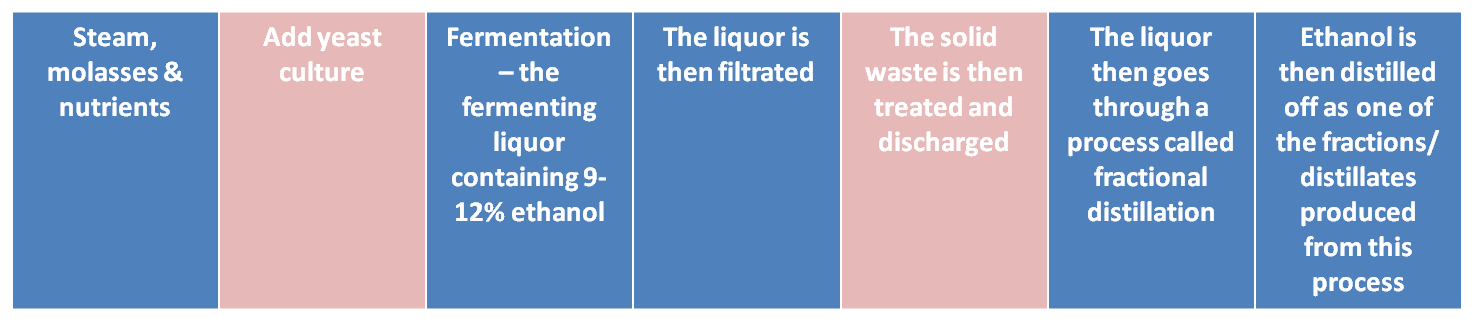 Steam,
molasses &
nutrients
Add yeast
culture
Fermentation
– the
fermenting
liquor
containing 9-
12% ethanol
The liquor is
then filtrated
The solid
waste is then
treated and
discharged
The liquor
then goes
through a
process called
fractional
distillation
Ethanol is
then distilled
off as one of
the fractions/
distillates
produced
from this
process